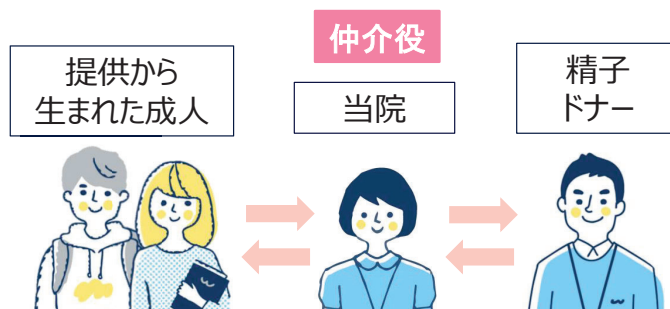 提供から
生まれた成人
仲介役
当院
精子
ドナー